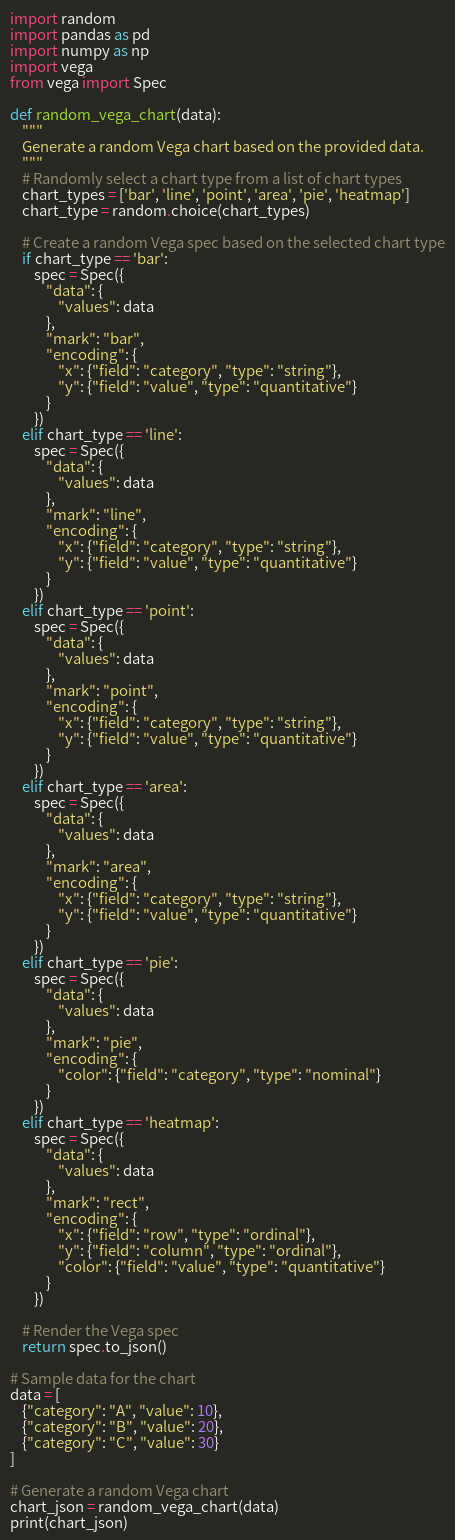 import random
import pandas as pd
import numpy as np
import vega
from vega import Spec

def random_vega_chart(data):
    """
    Generate a random Vega chart based on the provided data.
    """
    # Randomly select a chart type from a list of chart types
    chart_types = ['bar', 'line', 'point', 'area', 'pie', 'heatmap']
    chart_type = random.choice(chart_types)

    # Create a random Vega spec based on the selected chart type
    if chart_type == 'bar':
        spec = Spec({
            "data": {
                "values": data
            },
            "mark": "bar",
            "encoding": {
                "x": {"field": "category", "type": "string"},
                "y": {"field": "value", "type": "quantitative"}
            }
        })
    elif chart_type == 'line':
        spec = Spec({
            "data": {
                "values": data
            },
            "mark": "line",
            "encoding": {
                "x": {"field": "category", "type": "string"},
                "y": {"field": "value", "type": "quantitative"}
            }
        })
    elif chart_type == 'point':
        spec = Spec({
            "data": {
                "values": data
            },
            "mark": "point",
            "encoding": {
                "x": {"field": "category", "type": "string"},
                "y": {"field": "value", "type": "quantitative"}
            }
        })
    elif chart_type == 'area':
        spec = Spec({
            "data": {
                "values": data
            },
            "mark": "area",
            "encoding": {
                "x": {"field": "category", "type": "string"},
                "y": {"field": "value", "type": "quantitative"}
            }
        })
    elif chart_type == 'pie':
        spec = Spec({
            "data": {
                "values": data
            },
            "mark": "pie",
            "encoding": {
                "color": {"field": "category", "type": "nominal"}
            }
        })
    elif chart_type == 'heatmap':
        spec = Spec({
            "data": {
                "values": data
            },
            "mark": "rect",
            "encoding": {
                "x": {"field": "row", "type": "ordinal"},
                "y": {"field": "column", "type": "ordinal"},
                "color": {"field": "value", "type": "quantitative"}
            }
        })

    # Render the Vega spec
    return spec.to_json()

# Sample data for the chart
data = [
    {"category": "A", "value": 10},
    {"category": "B", "value": 20},
    {"category": "C", "value": 30}
]

# Generate a random Vega chart
chart_json = random_vega_chart(data)
print(chart_json)